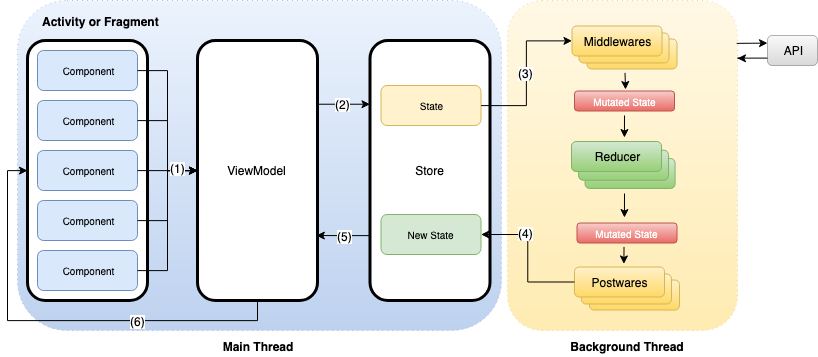 Activity or Fragment
Component
Component
Component
Component
Component
(1)
ViewModel
(2)
(5)
(6)
State
Store
New State
(3)
(4)
Middlewares
Mutated State
Reducer
Mutated State
Postwares
API
Main Thread
Background Thread